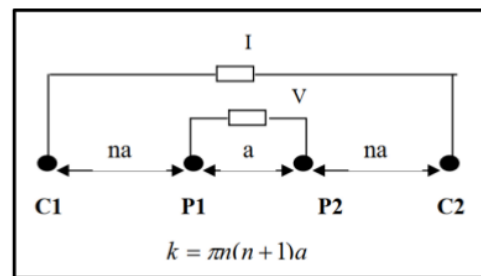 I
V
na a na
C1 P1 P2 C2
k = πn(n + 1)a